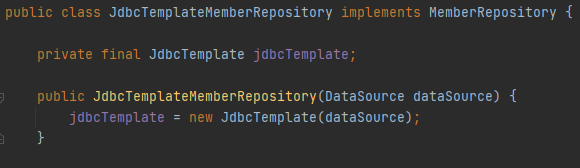 public class JdbcTemplateMemberRepository implements MemberRepository {
private final JdbcTemplate jdbcTemplate;
public JdbcTemplateMemberRepository(DataSource dataSource) {
jdbcTemplate = new JdbcTemplate(dataSource);
}